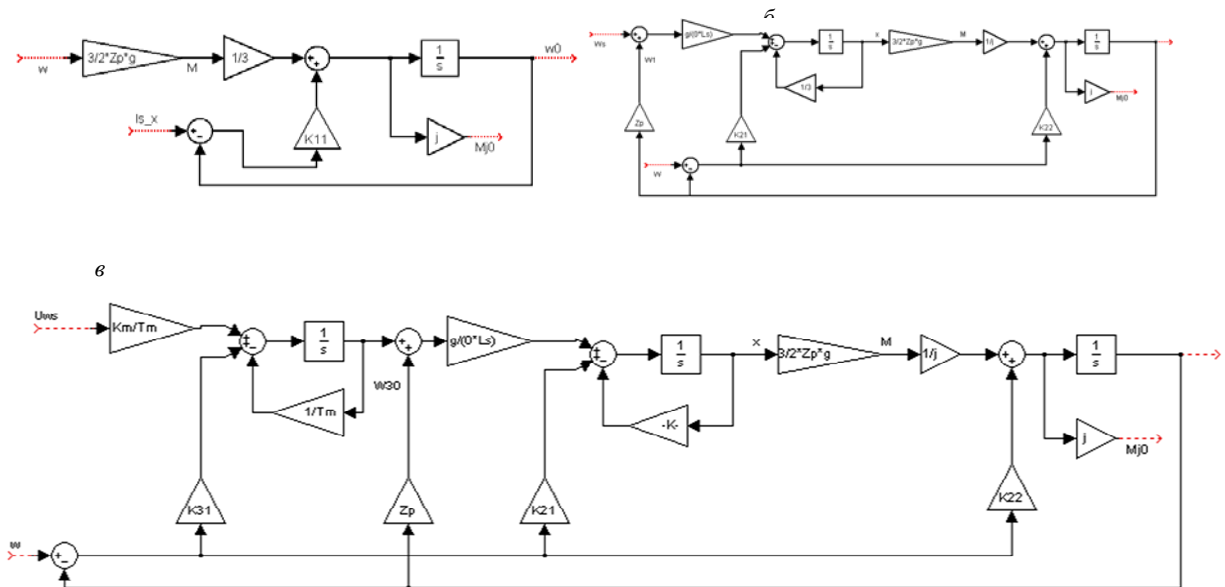 w
3/2*Zp*g
M
1/3
1
s
w0
Is_x
K11
j
Mj0
б
Ws
W1
g/(0*Ls)
1
s
x
3/2*Zp*g
M
1
s
1/3
j
Mj0
Zp
K21
K22
w
в
Uws
Km/Tm
1
s
W30
g/(0*Ls)
1
s
x
3/2*Zp*g
M
1/j
1
s
1/Tm
-K-
j
Mj0
K31
Zp
K21
K22
w